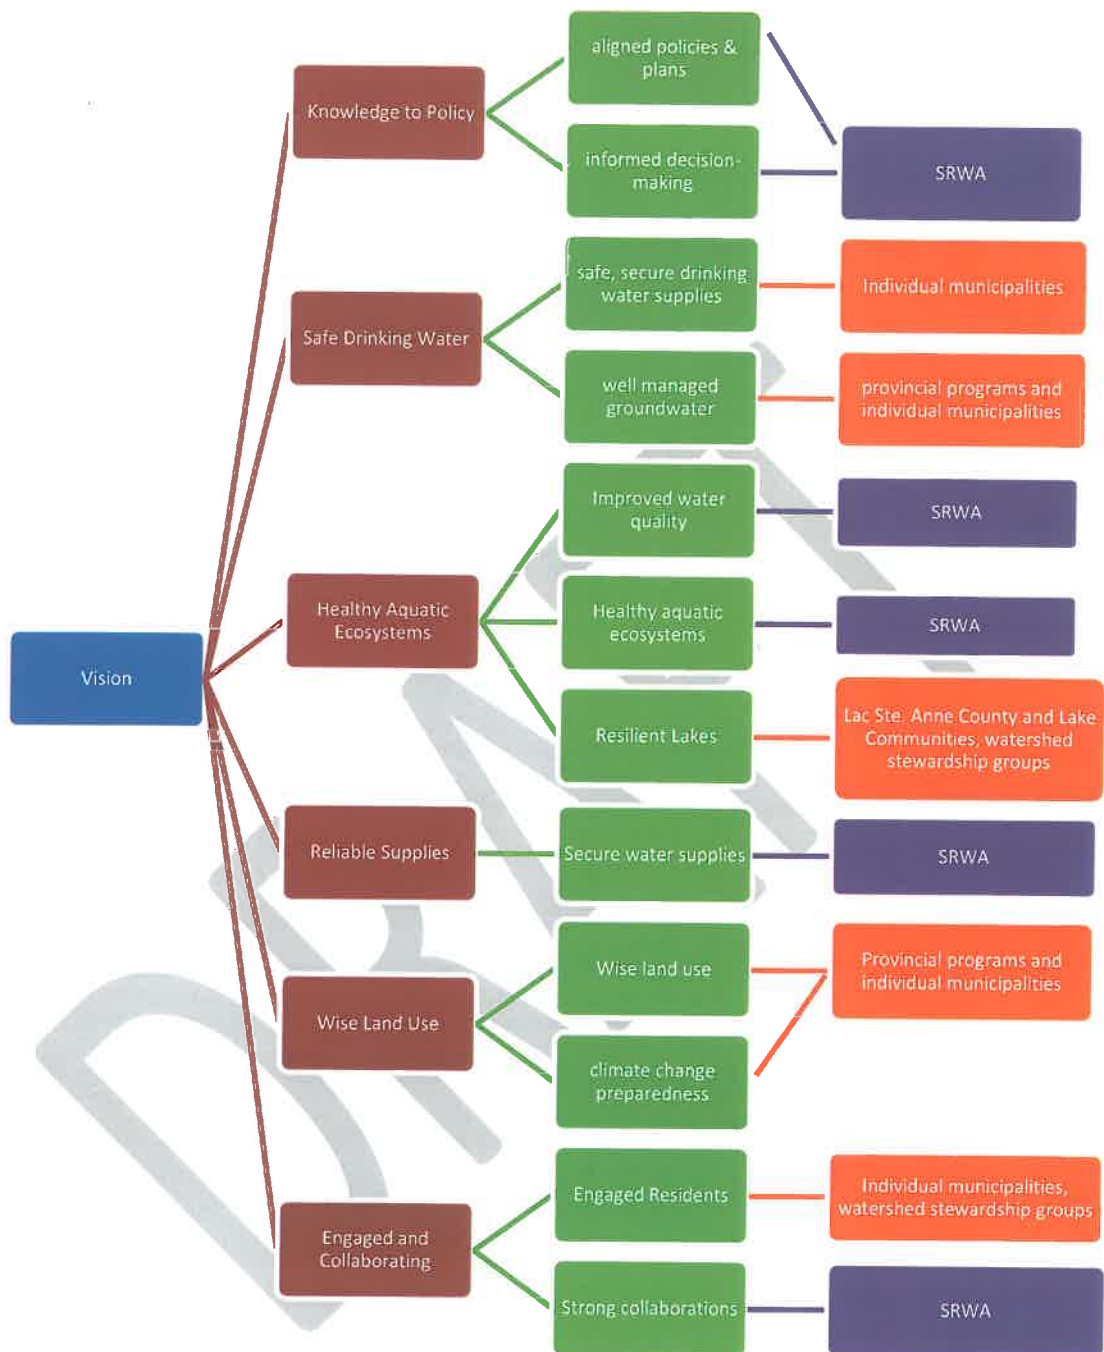 aligned policies &
plans
Knowledge to Policy
informed decision-
making
SRWA
safe, secure drinking
water supplies
Individual municipalities
Safe Drinking Water
well managed
groundwater
provincial programs and
individual municipalities
Improved water
quality
SRWA
Healthy Aquatic
Ecosystems
Healthy aquatic
ecosystems
SRWA
Vision
Resilient Lakes
Lac Ste. Anne County and Lake
Communities, watershed
stewardship groups
Reliable Supplies
Secure water supplies
SRWA
Wise land use
Provincial programs and
individual municipalities
Wise Land Use
climate change
preparedness
Engaged Residents
Individual municipalities,
watershed stewardship groups
Engaged and
Collaborating
Strong collaborations
SRWA
DRAFT